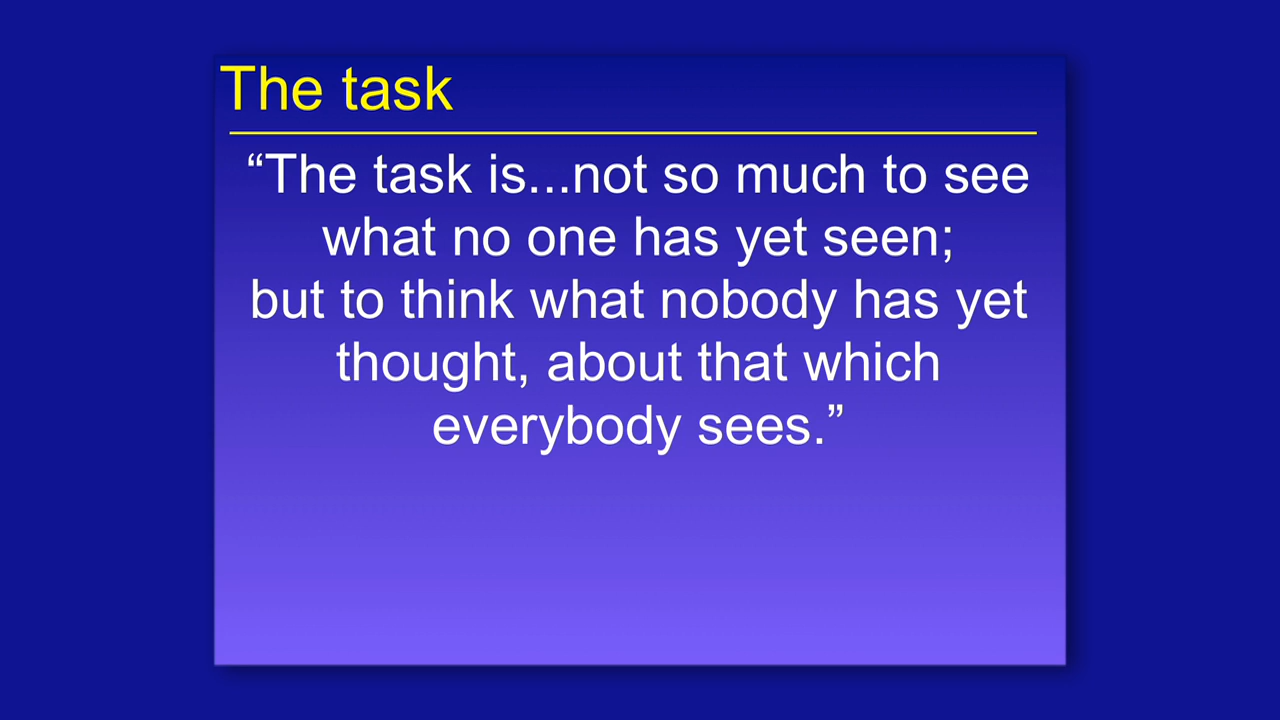 The task
“The task is...not so much to see
what no one has yet seen;
but to think what nobody has yet
thought, about that which
everybody sees.”